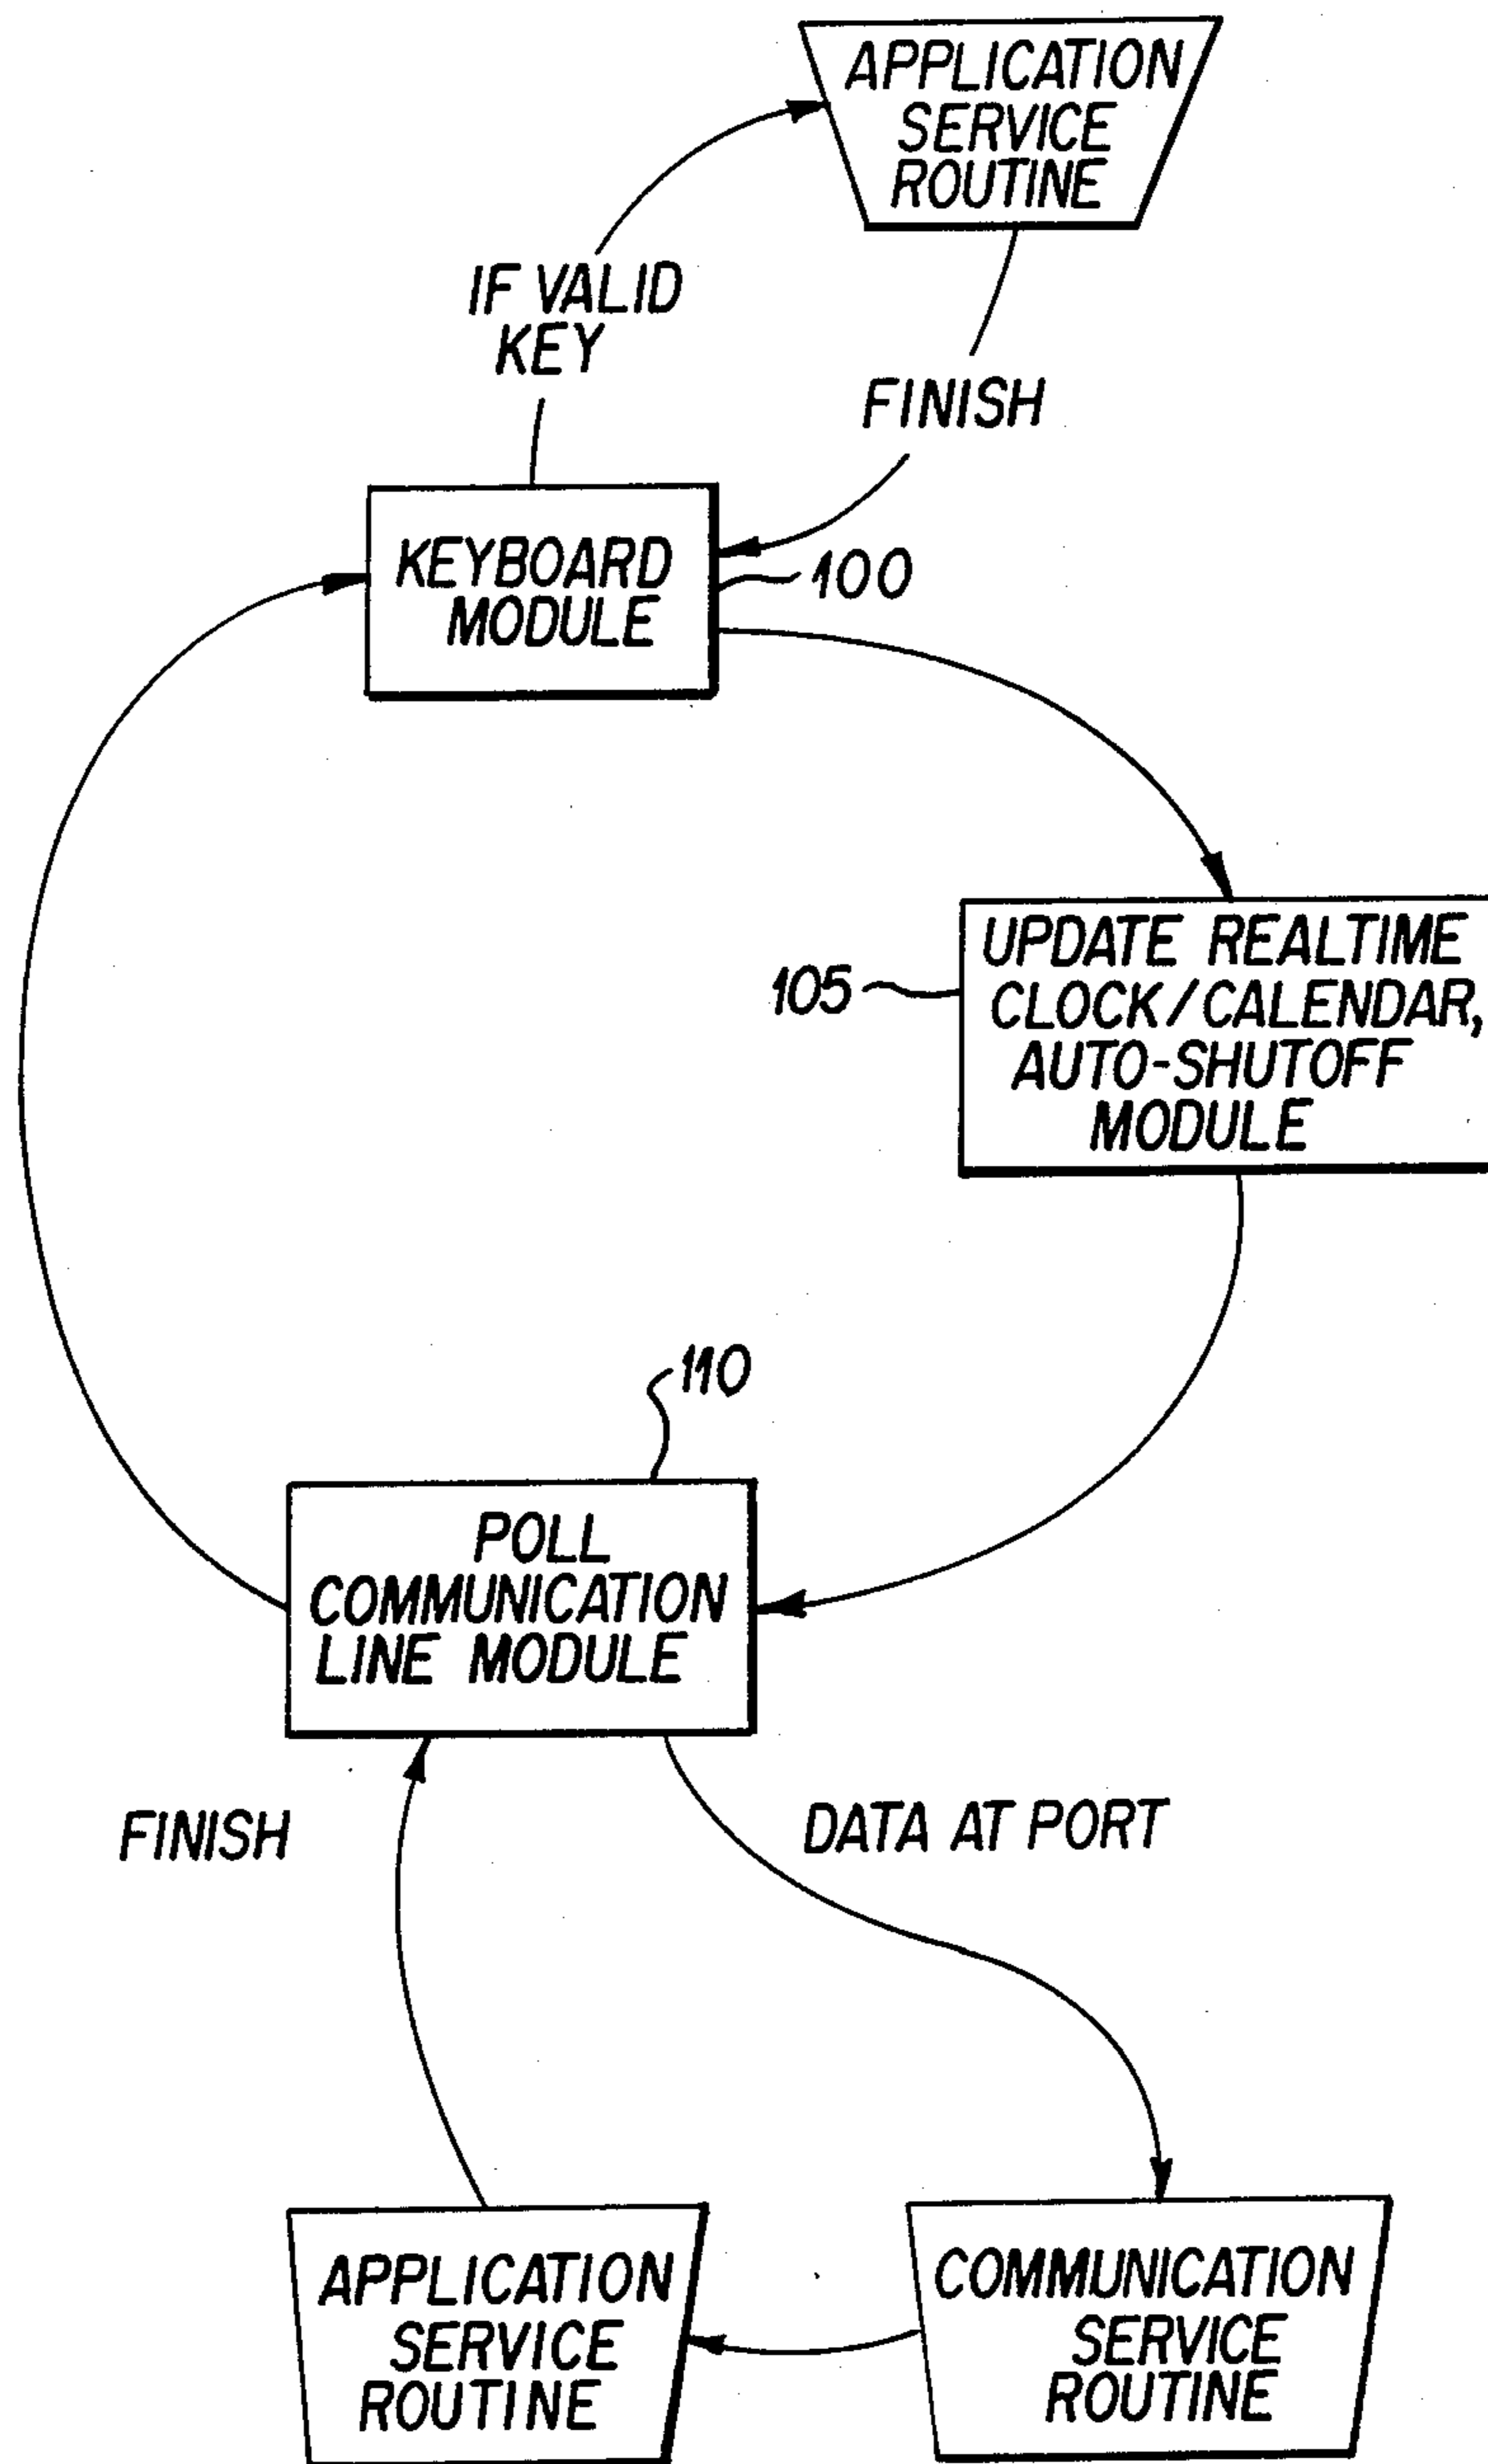 APPLICATION
SERVICE
ROUTINE
IF VALID
KEY
FINISH
KEYBOARD
MODULE
100
UPDATE REALTIME
CLOCK/CALENDAR,
AUTO-SHUTOFF
MODULE
105
110
POLL
COMMUNICATION
LINE MODULE
FINISH
DATA AT PORT
APPLICATION
SERVICE
ROUTINE
COMMUNICATION
SERVICE
ROUTINE